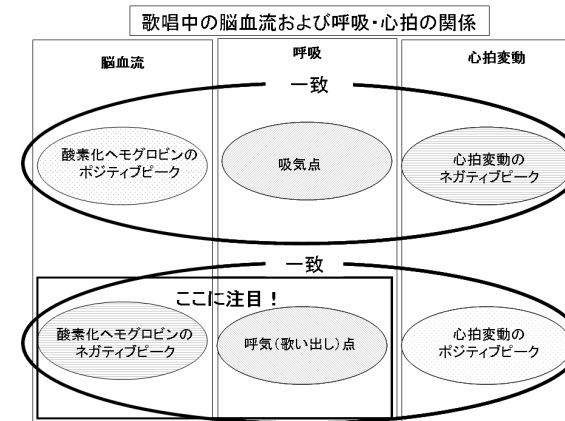 歌唱中の脳血流および呼吸・心拍の関係
脳血流
呼吸
心拍変動
一致
酸素化ヘモグロビンの
ポジティブピーク
吸気点
心拍変動の
ネガティブピーク
一致
ここに注目！
酸素化ヘモグロビンの
ネガティブピーク
呼気（歌い出し）点
心拍変動の
ポジティブピーク